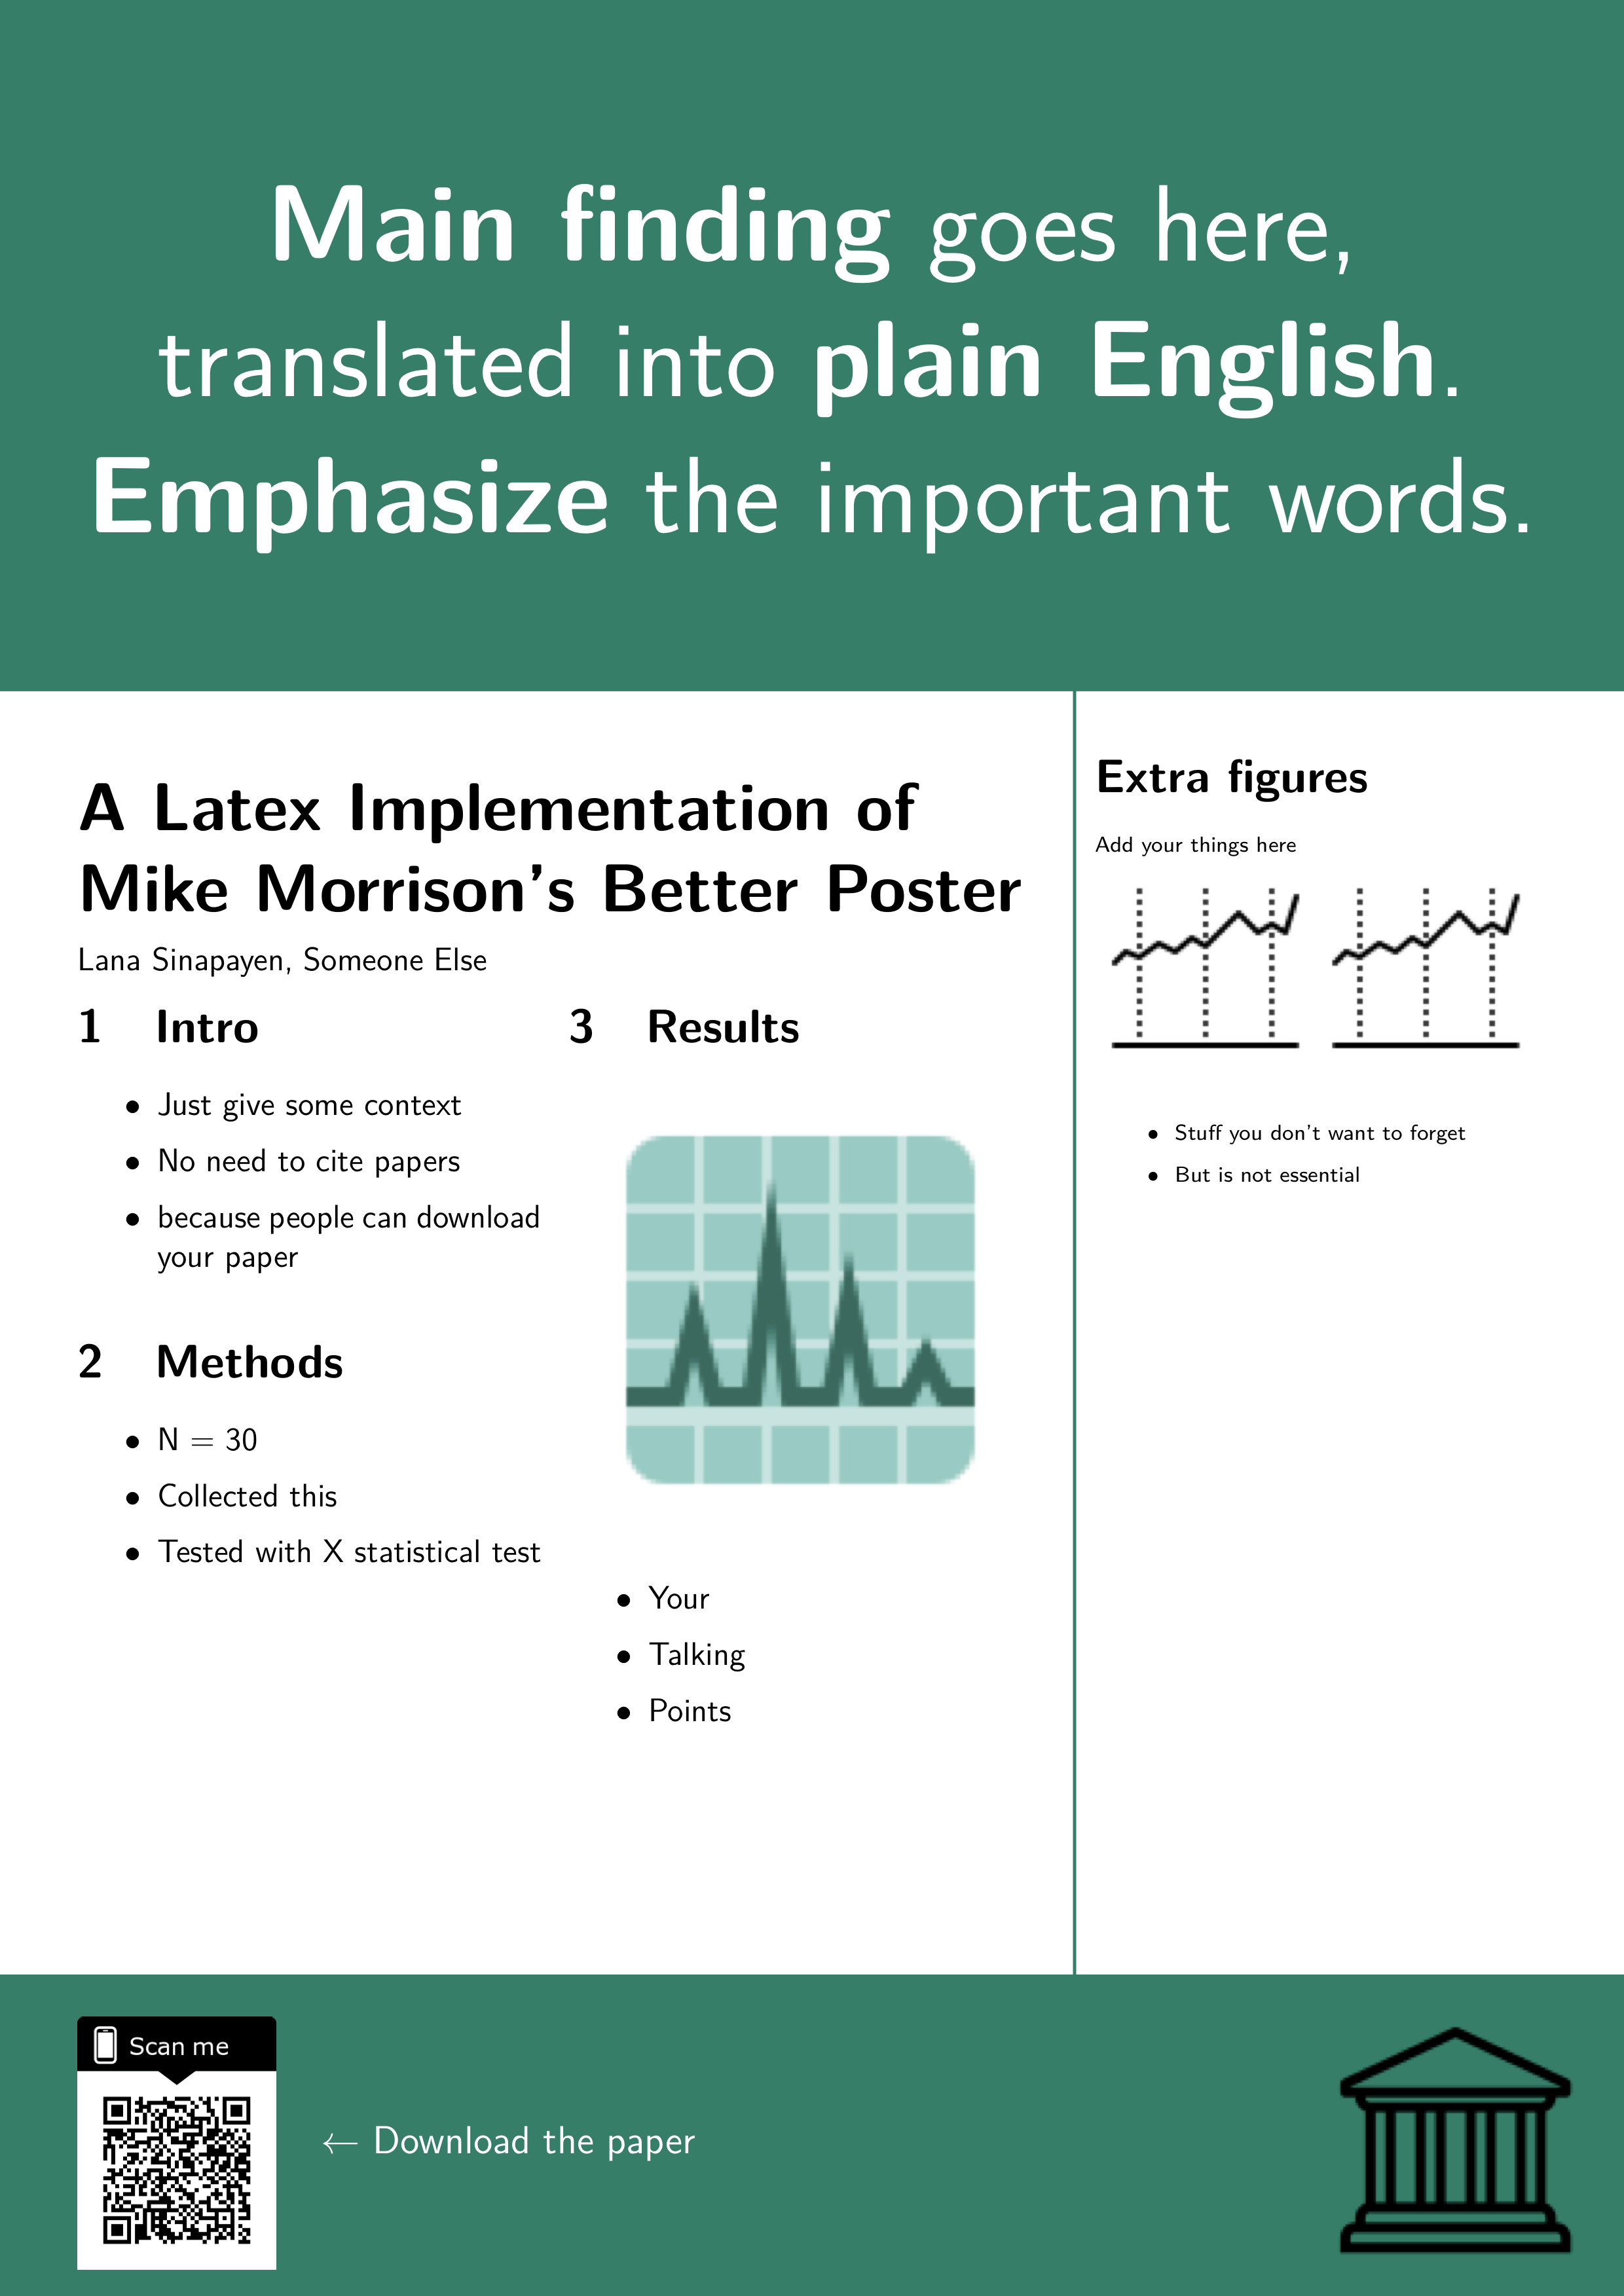 Main finding goes here,
translated into plain English.
Emphasize the important words.
A Latex Implementation of
Mike Morrison's Better Poster
Lana Sinapayen, Someone Else
1 Intro
• Just give some context
• No need to cite papers
• because people can download
your paper
2 Methods
• N = 30
• Collected this
• Tested with X statistical test
3 Results
• Your
• Talking
• Points
Extra figures
Add your things here
• Stuff you don't want to forget
• But is not essential
Scan me
← Download the paper